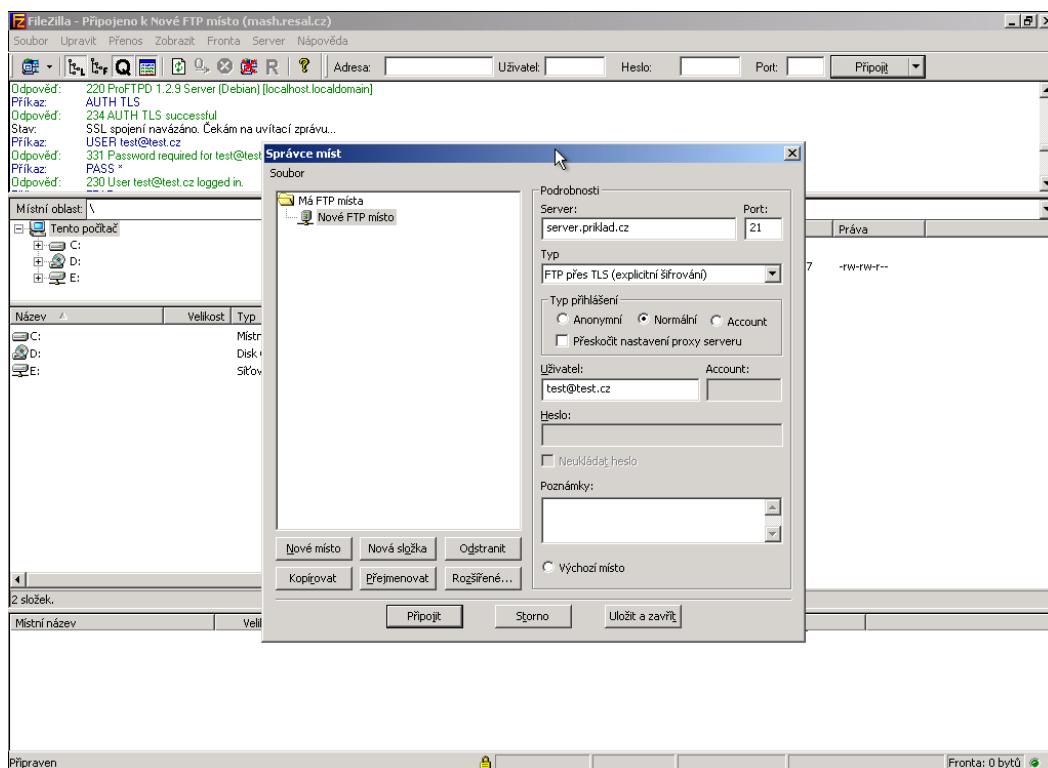 FileZilla - Připojeno k Nové FTP místo (mash.resal.cz)
Soubor Upravit Přenos Zobrazit Fronta Server Nápověda
Adresa: Uživatel: Heslo: Port: Připojit
Odpověď: 220 ProFTPD 1.2.9 Server (Debian) [localhost.localdomain]
Příkaz: AUTH TLS
Odpověď: 234 AUTH TLS successful
Stav: SSL spojení navázáno. Čekám na uvítací zprávu...
Příkaz: USER test@test.cz
Odpověď: 331 Password required for test@test
Příkaz: PASS *
Odpověď: 230 User test@test.cz logged in.
Místní oblast: \
Tento počítač
C:
D:
E:
Název Velikost Typ
C: Místn
D: Disk
E: Síťov
2 složek.
Správce míst
Soubor
Má FTP místa
Nové FTP místo
Nové místo Nová složka Odstranit
Kopírovat Přejmenovat Rozšířené...
Podrobnosti
Server: Port:
server.priklad.cz 21
Typ
FTP přes TLS (explicitní šifrování)
Typ přihlášení
Anonymní Normální Account
Přeskočit nastavení proxy serveru
Uživatel: Account:
test@test.cz
Heslo:
Neukládat heslo
Poznámky:
Výchozí místo
Připojit Storno Uložit a zavřít
Práva
7 -rw-rw-r--
Místní název Veli
Připraven Fronta: 0 bytů